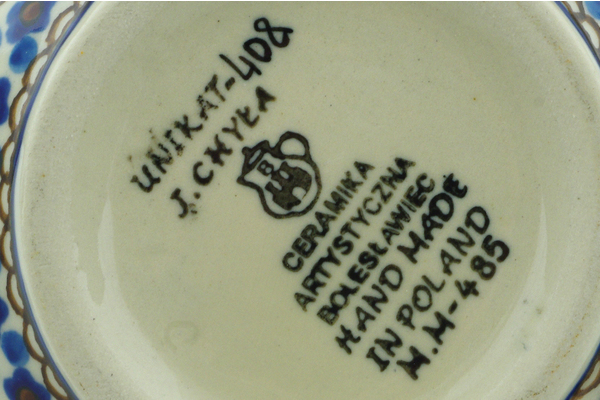 UNIKAT-408
J. CHYŁA
B
CERAMIKA
ARTYSTYCZNA
BOLESŁAWIEC
HAND MADE
IN POLAND
M.M-485